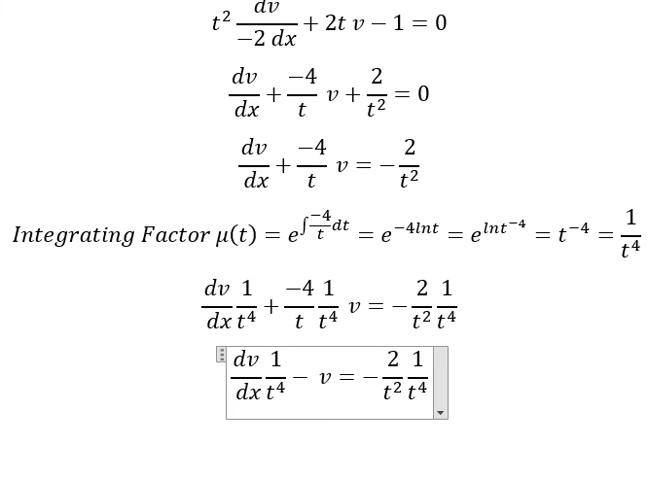 t² dv/(-2 dx) + 2t v − 1 = 0
dv/dx + (−4)/t v + 2/t² = 0
dv/dx + (−4)/t v = − 2/t²
Integrating Factor μ(t) = e^(∫(−4)/t dt) = e^(−4lnt) = e^(lnt^(−4)) = t⁻⁴ = 1/t⁴
dv/dx 1/t⁴ + (−4)/t 1/t⁴ v = − 2/t² 1/t⁴
dv/dx 1/t⁴ − v = − 2/t² 1/t⁴